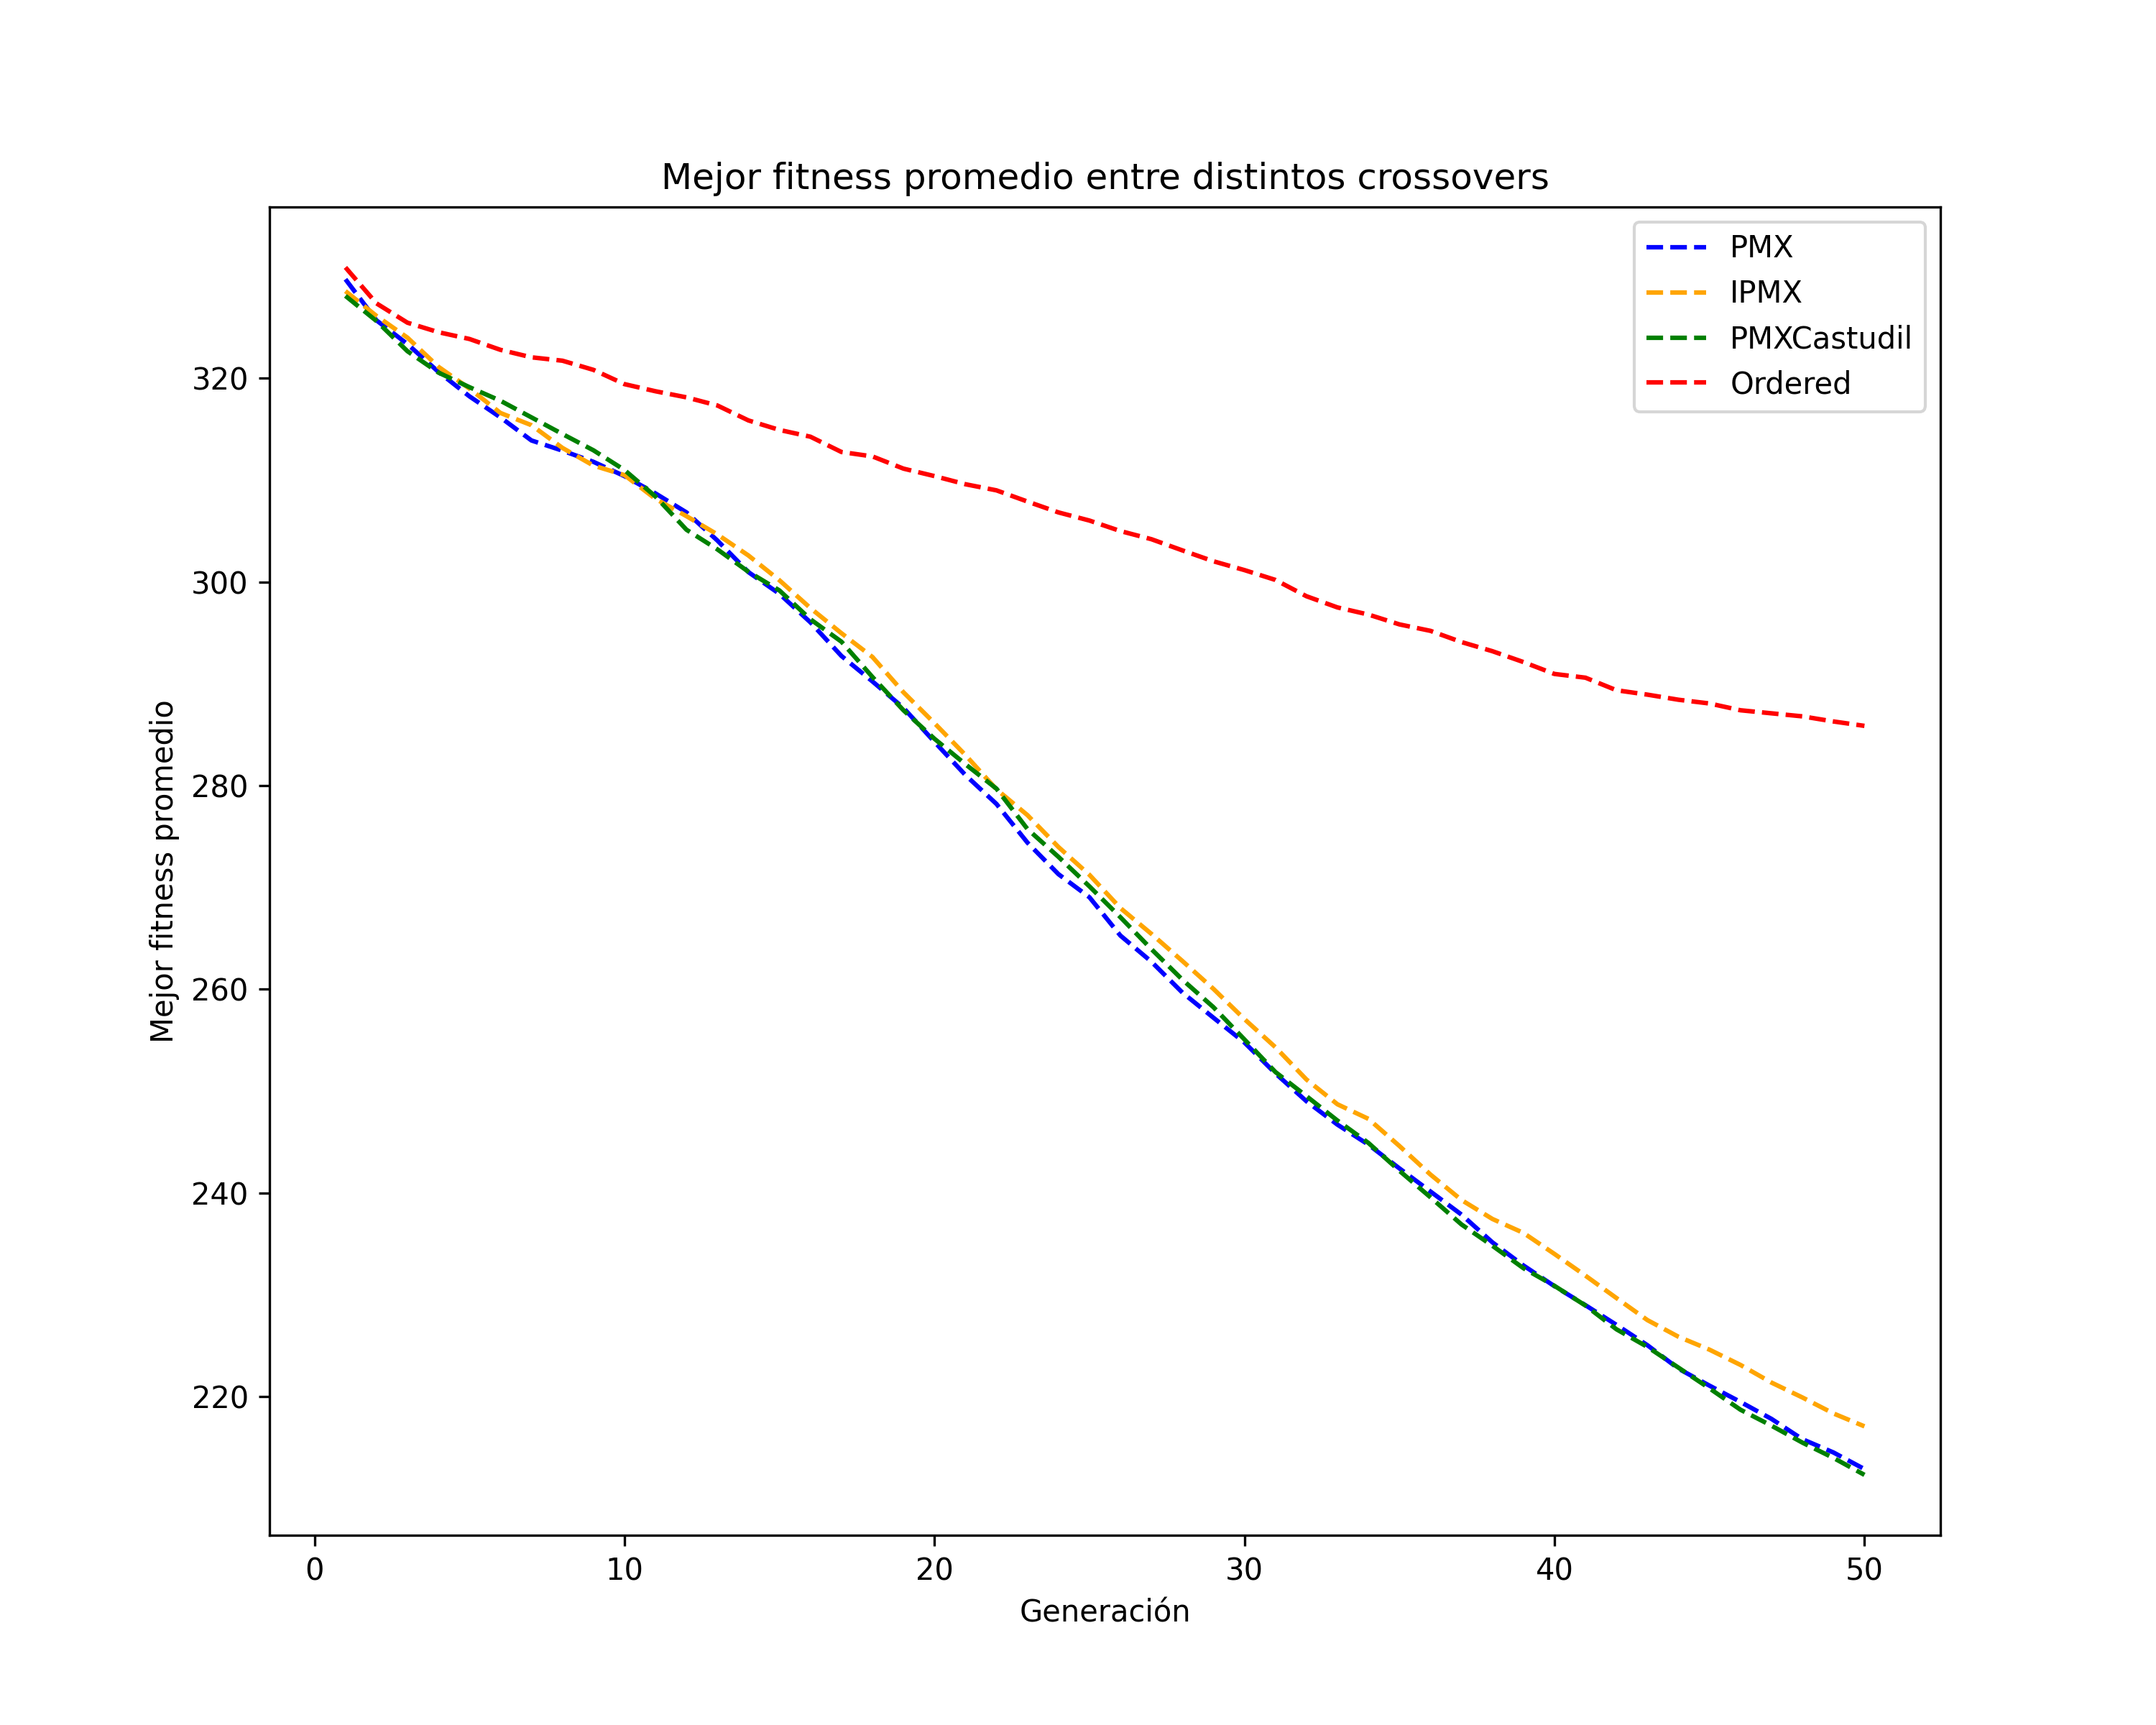 Mejor fitness promedio entre distintos crossovers
PMX
IPMX
PMXCastudil
Ordered
Mejor fitness promedio
320
300
280
260
240
220
0 10 20 30 40 50
Generación